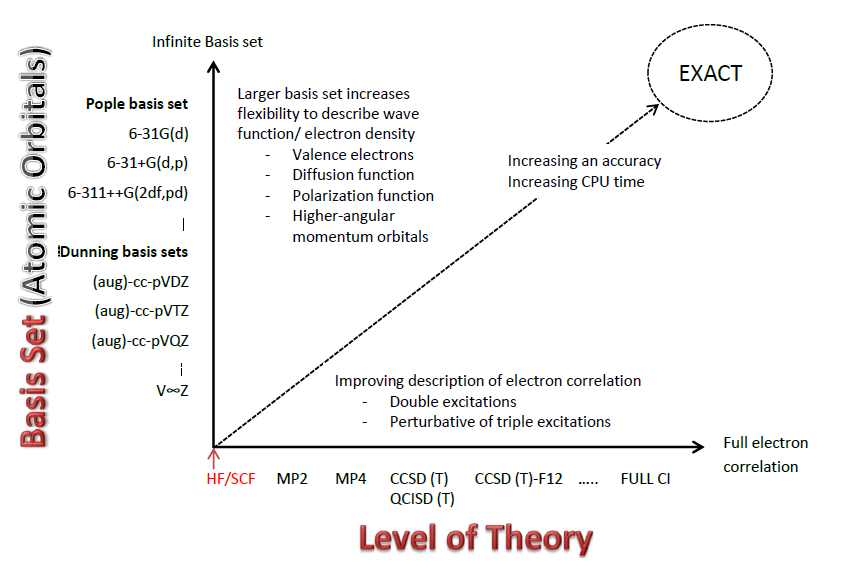 Infinite Basis set
Basis Set (Atomic Orbitals)
Pople basis set
6-31G(d)
6-31+G(d,p)
6-311++G(2df,pd)
Dunning basis sets
(aug)-cc-pVDZ
(aug)-cc-pVTZ
(aug)-cc-pVQZ
V∞Z
Larger basis set increases
flexibility to describe wave
function/ electron density
- Valence electrons
- Diffusion function
- Polarization function
- Higher-angular
momentum orbitals
EXACT
Increasing an accuracy
Increasing CPU time
Improving description of electron correlation
- Double excitations
- Perturbative of triple excitations
Full electron
correlation
HF/SCF MP2 MP4 CCSD (T) CCSD (T)-F12 ..... FULL CI
QCISD (T)
Level of Theory